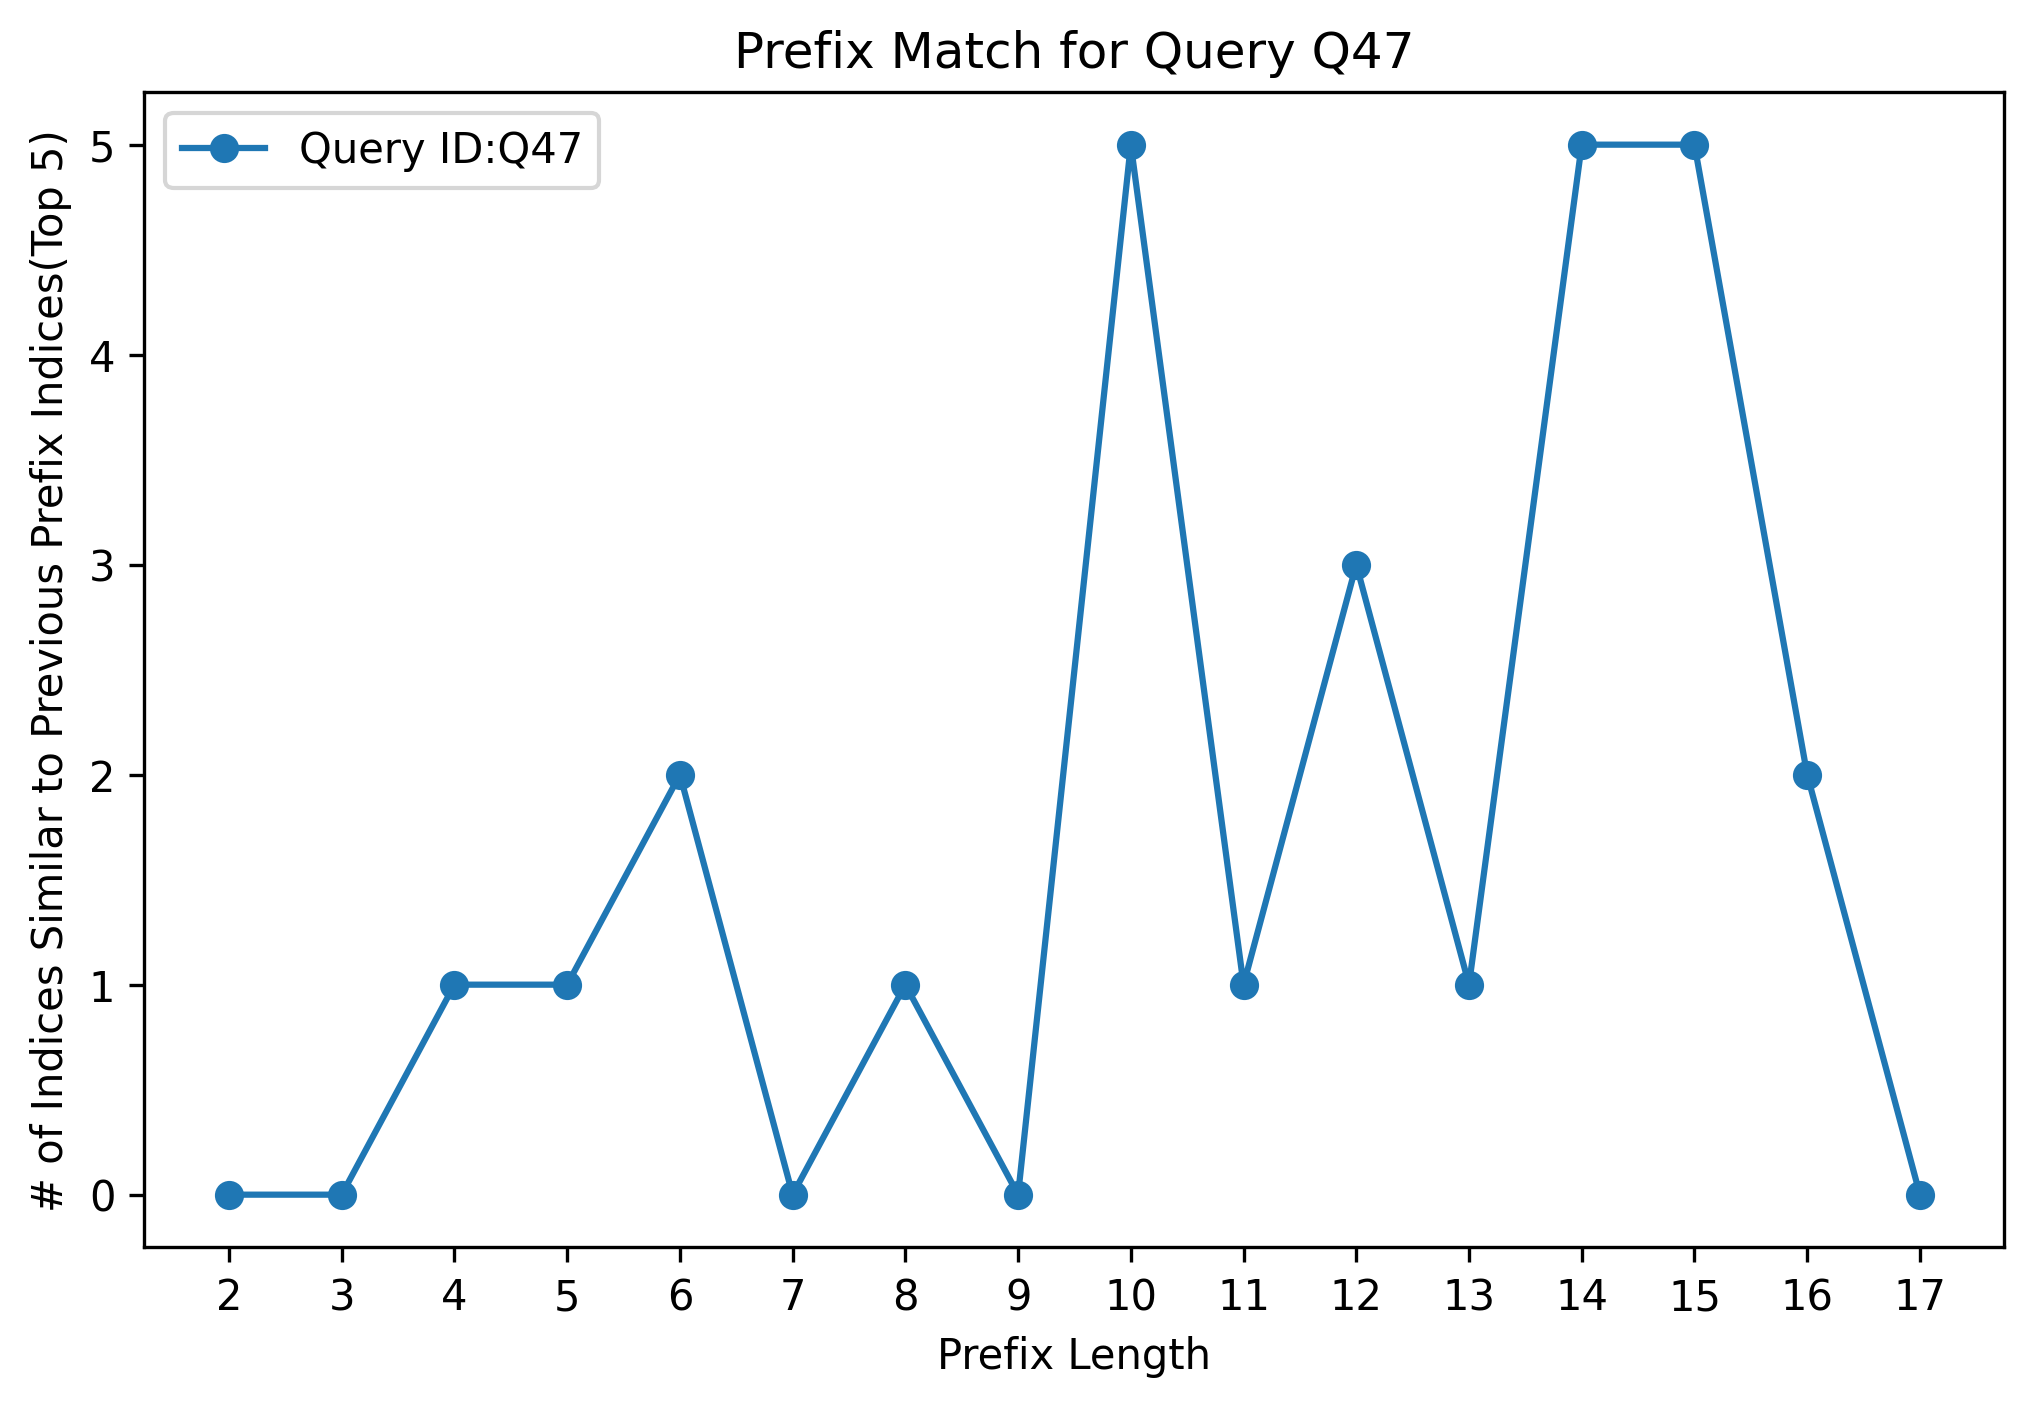 Prefix Match for Query Q47
Query ID:Q47
# of Indices Similar to Previous Prefix Indices(Top 5)
5
4
3
2
1
0
2 3 4 5 6 7 8 9 10 11 12 13 14 15 16 17
Prefix Length